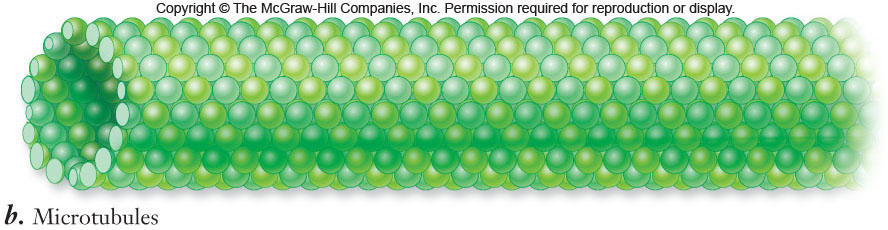 Copyright © The McGraw-Hill Companies, Inc. Permission required for reproduction or display.
b. Microtubules